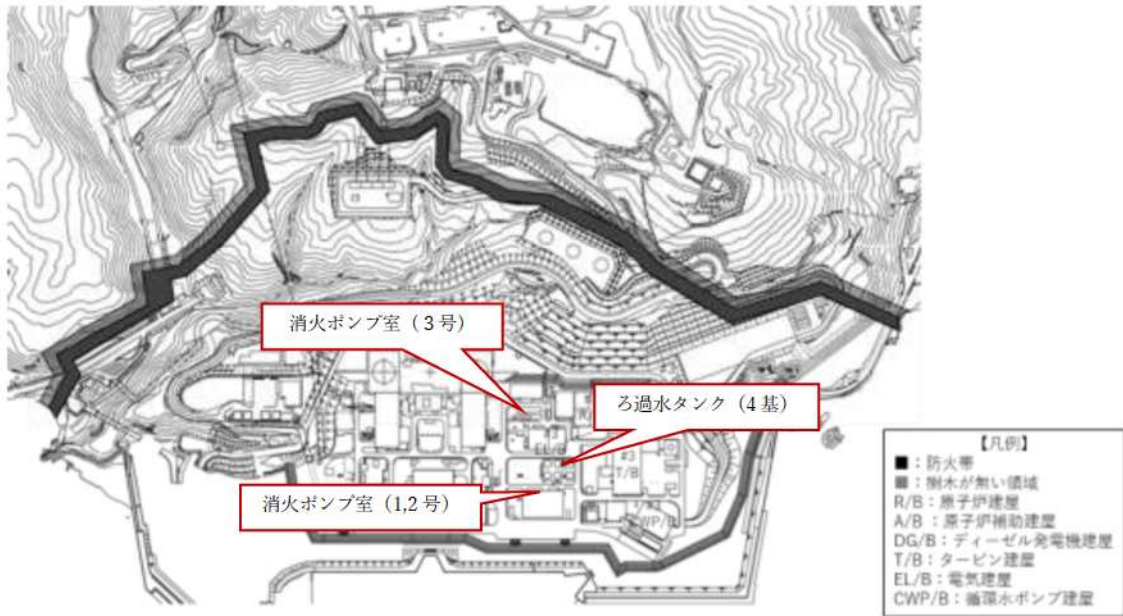 消火ポンプ室(3号)
ろ過水タンク(4基)
消火ポンプ室(1,2号)
#3
EL/B
#3
T/B
CWP/B
【凡例】
■:防火帯
■:樹木が無い領域
R/B:原子炉建屋
A/B:原子炉補助建屋
DG/B:ディーゼル発電機建屋
T/B:タービン建屋
EL/B:電気建屋
CWP/B:循環水ポンプ建屋